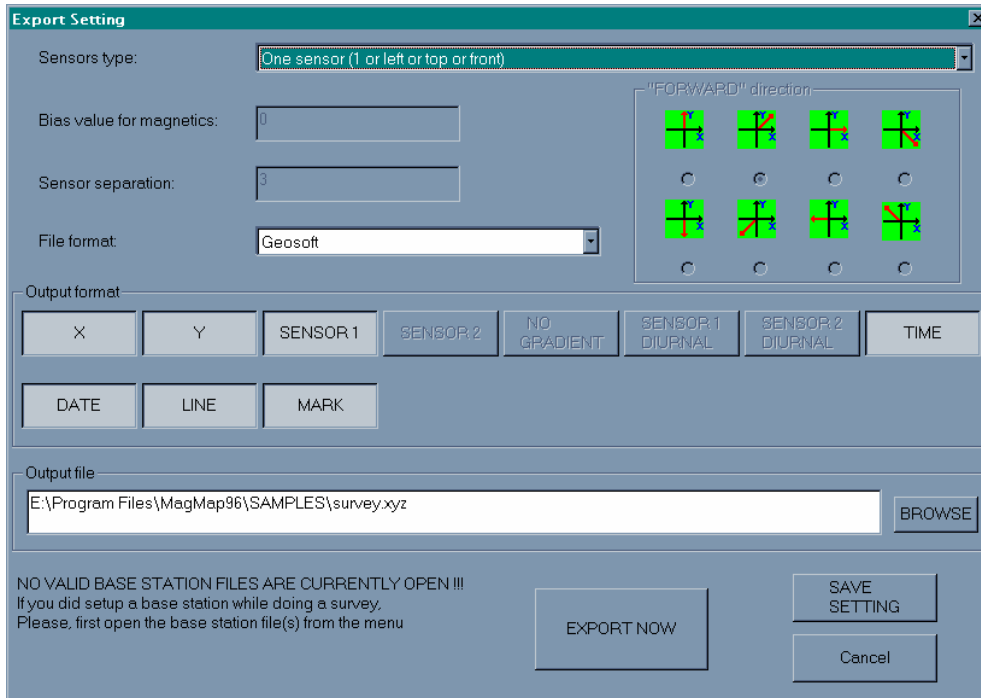 Export Setting
Sensors type:
One sensor (1 or left or top or front)
"FORWARD" direction
Bias value for magnetics:
0
Y
X
Y
X
Y
X
Y
X
Sensor separation:
3
Y
X
Y
X
Y
X
Y
X
File format:
Geosoft
Output format
X
Y
SENSOR 1
SENSOR 2
NO
GRADIENT
SENSOR 1
DIURNAL
SENSOR 2
DIURNAL
TIME
DATE
LINE
MARK
Output file
E:\Program Files\MagMap96\SAMPLES\survey.xyz
BROWSE
NO VALID BASE STATION FILES ARE CURRENTLY OPEN !!!
If you did setup a base station while doing a survey,
Please, first open the base station file(s) from the menu
EXPORT NOW
SAVE
SETTING
Cancel